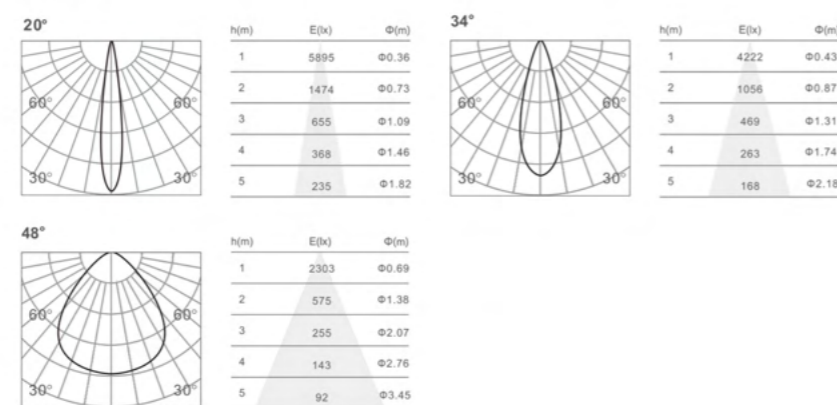 20°
h(m) E(lx) Φ(m)
60° 60°
30° 30°
1 5895 Φ0.36
2 1474 Φ0.73
3 655 Φ1.09
4 368 Φ1.46
5 235 Φ1.82
34°
h(m) E(lx) Φ(m)
60° 60°
30° 30°
1 4222 Φ0.43
2 1056 Φ0.87
3 469 Φ1.31
4 263 Φ1.74
5 168 Φ2.18
48°
h(m) E(lx) Φ(m)
60° 60°
30° 30°
1 2303 Φ0.69
2 575 Φ1.38
3 255 Φ2.07
4 143 Φ2.76
5 92 Φ3.45